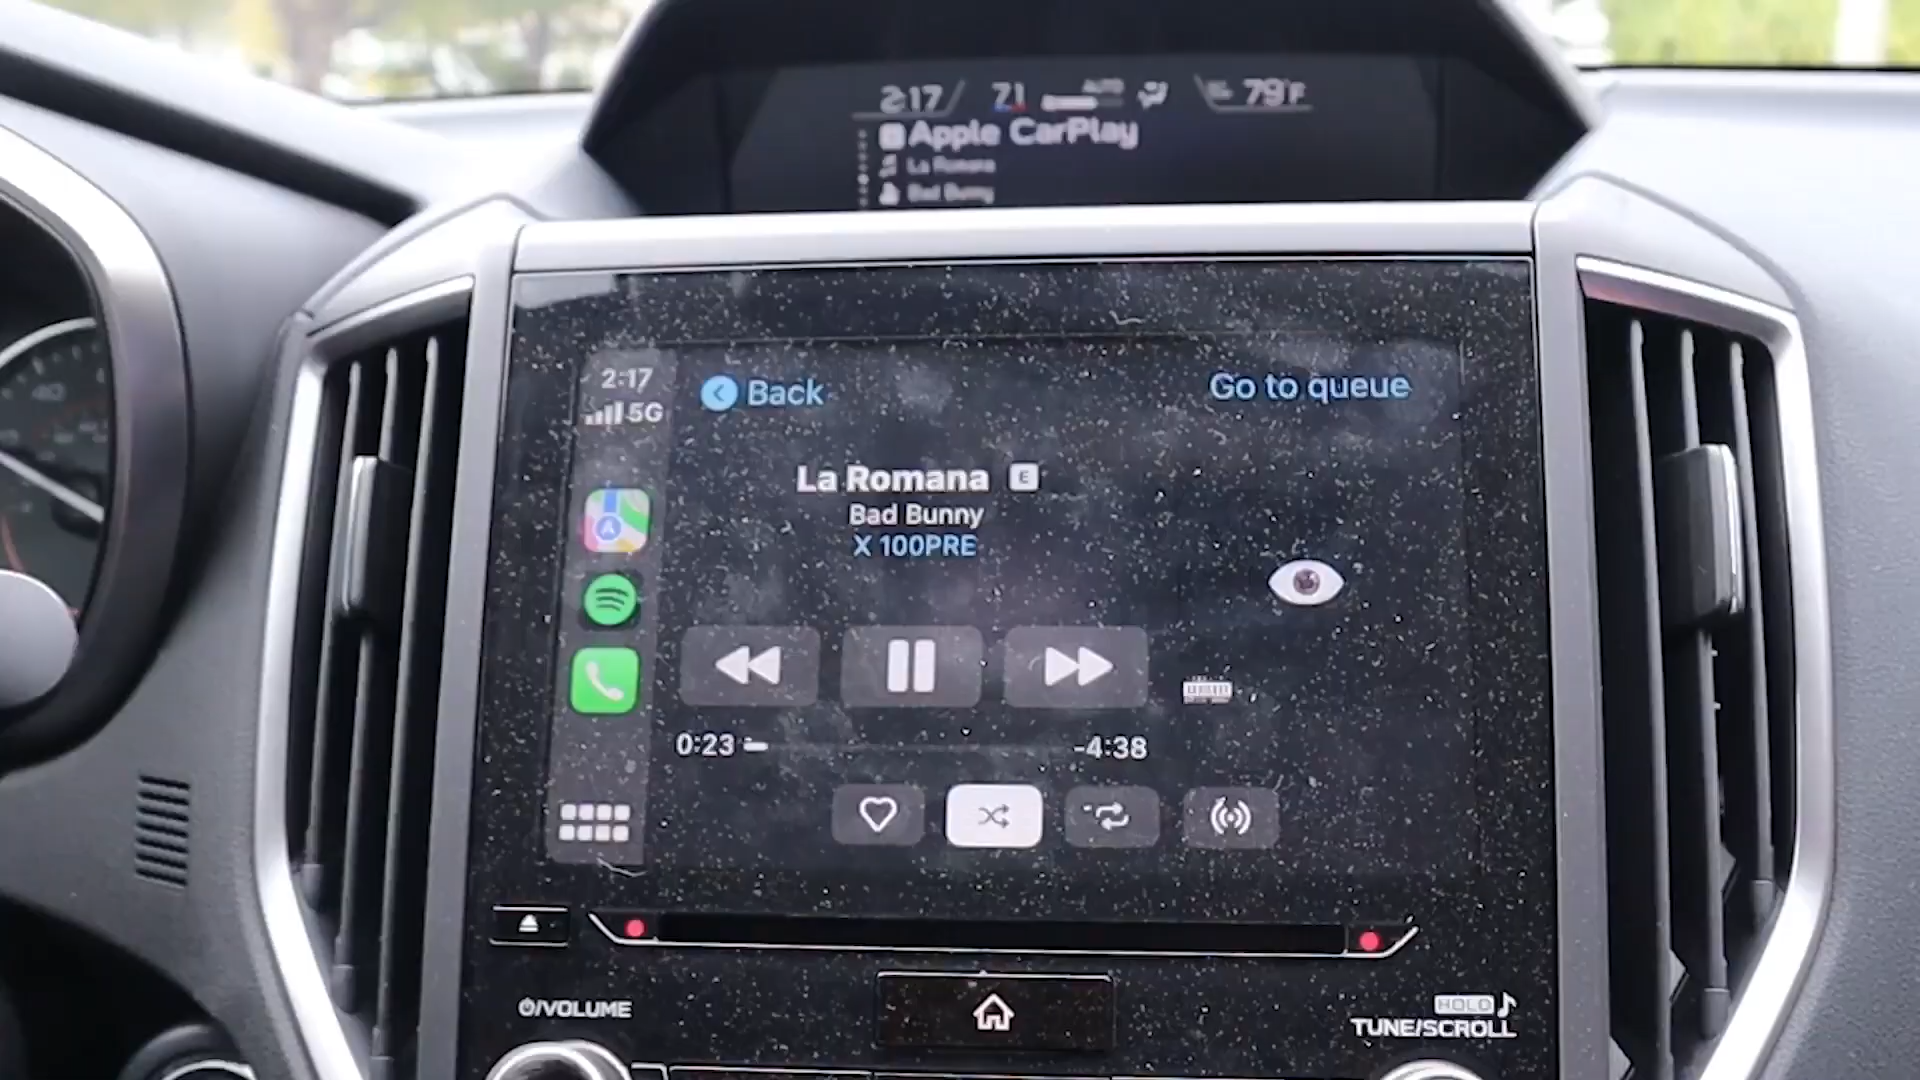 2:17 71 AUTO 79°F
Apple CarPlay
La Romana
Bad Bunny
2:17
5G
Back
Go to queue
La Romana E
Bad Bunny
X 100PRE
0:23
-4:38
/VOLUME
HOLD
TUNE/SCROLL